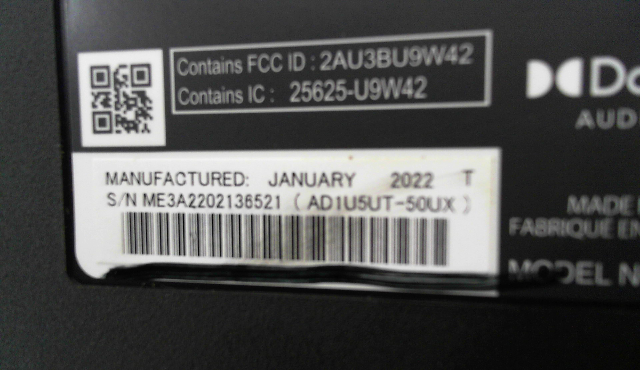 Contains FCC ID : 2AU3BU9W42
Contains IC : 25625-U9W42
AUD
MANUFACTURED: JANUARY 2022 T
S/N ME3A2202136521 ( AD1U5UT-50UX )
MADE
FABRIQUÉ EN
MODEL N